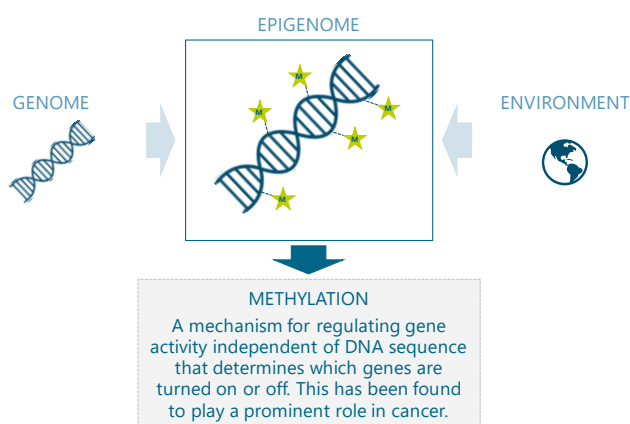 EPIGENOME
GENOME
ENVIRONMENT
M
M
M
M
M
METHYLATION
A mechanism for regulating gene
activity independent of DNA sequence
that determines which genes are
turned on or off. This has been found
to play a prominent role in cancer.